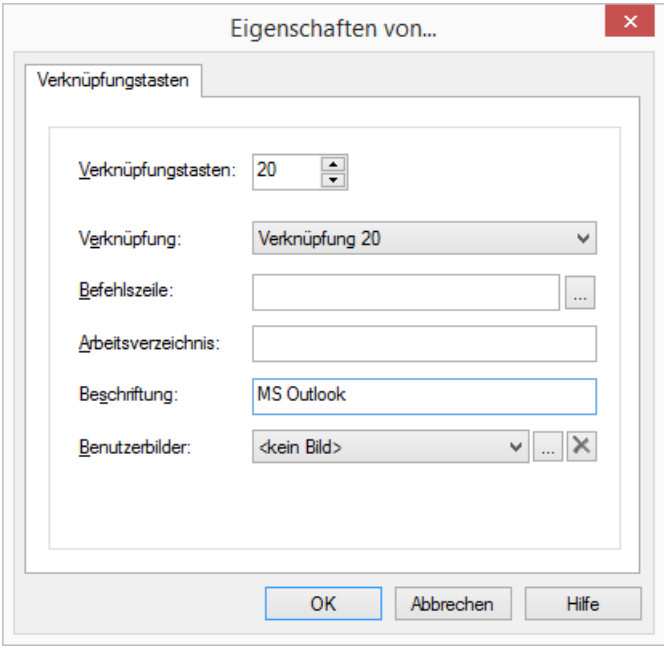 Eigenschaften von...
Verknüpfungstasten
Verknüpfungstasten: 20
Verknüpfung: Verknüpfung 20
Befehlszeile: ...
Arbeitsverzeichnis:
Beschriftung: MS Outlook
Benutzerbilder: <kein Bild> ...
OK Abbrechen Hilfe